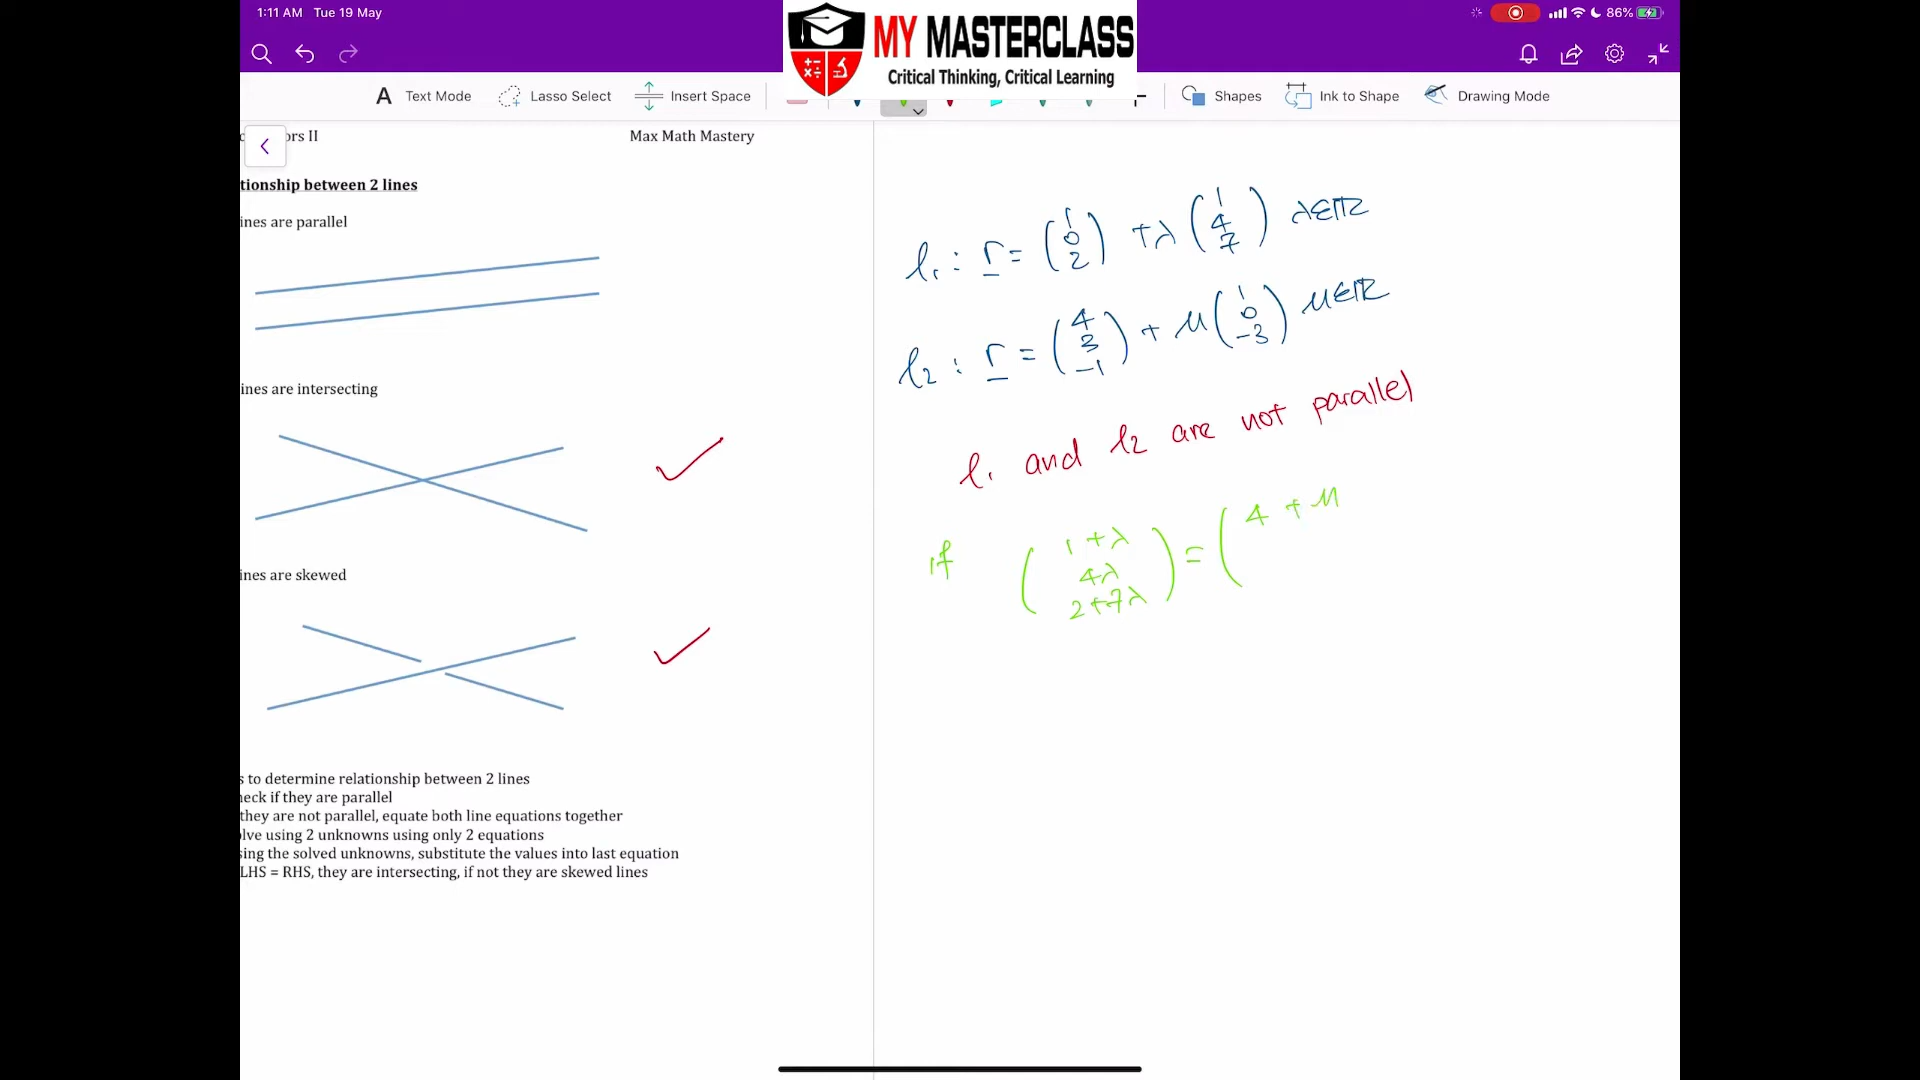 1:11 AM Tue 19 May
86%
MY MASTERCLASS
Critical Thinking, Critical Learning
A Text Mode
Lasso Select
Insert Space
Shapes
Ink to Shape
Drawing Mode
ors II
Max Math Mastery
tionship between 2 lines
ines are parallel
ines are intersecting
ines are skewed
s to determine relationship between 2 lines
heck if they are parallel
they are not parallel, equate both line equations together
olve using 2 unknowns using only 2 equations
sing the solved unknowns, substitute the values into last equation
LHS = RHS, they are intersecting, if not they are skewed lines
l₁ : r = (1 0 2) + λ (1 4 7) λ∈ℝ
l₂ : r = (4 3 -1) + μ (1 0 -3) μ∈ℝ
l₁ and l₂ are not parallel
if (1+λ 4λ 2+7λ) = (4 + μ